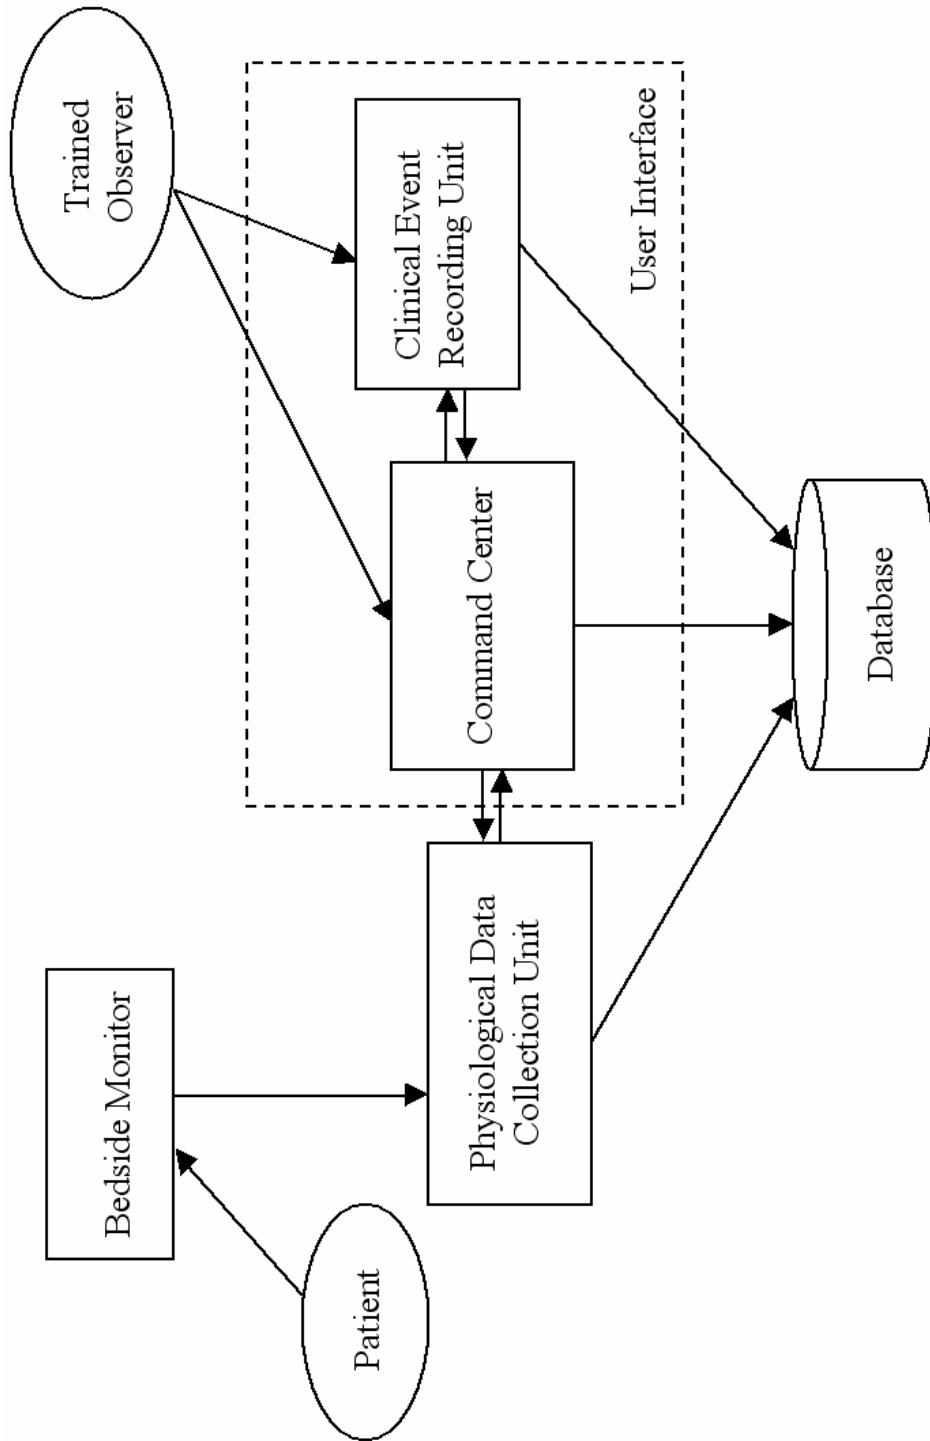 Trained
Observer
Bedside Monitor
Patient
Physiological Data
Collection Unit
Command Center
Clinical Event
Recording Unit
User Interface
Database